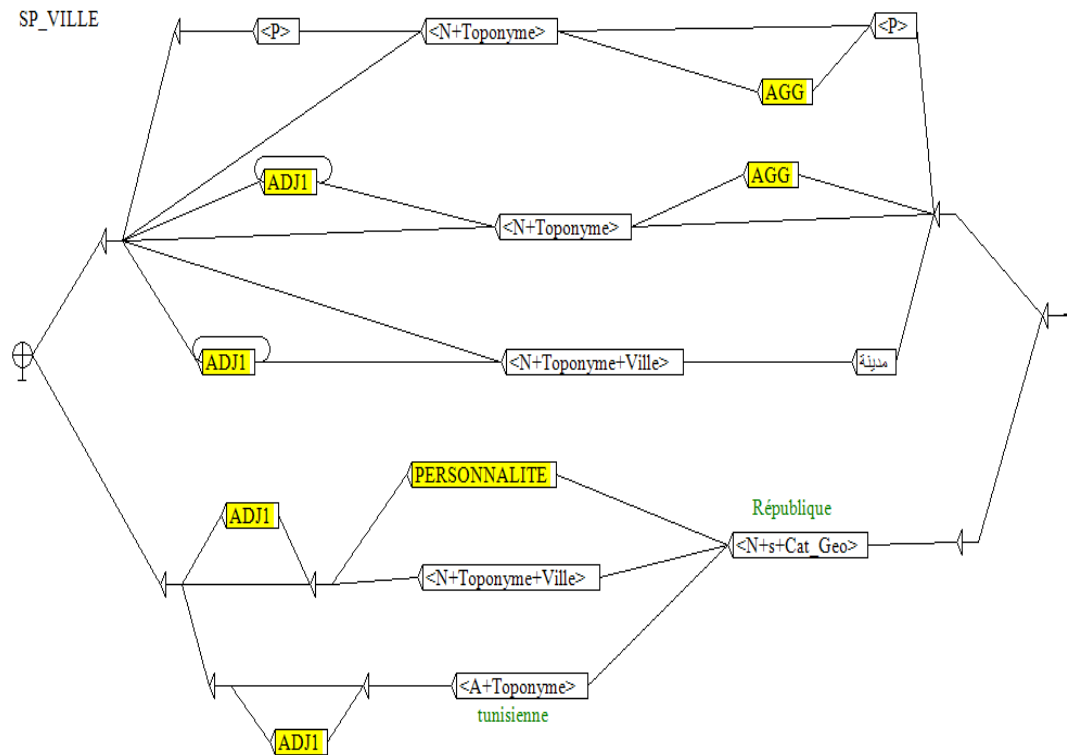 SP_VILLE
<P> <N+Toponyme> <P>
AGG
ADJ1 AGG
<N+Toponyme>
ADJ1 <N+Toponyme+Ville> مدينة
PERSONNALITE
République
ADJ1
<N+s+Cat_Geo>
<N+Toponyme+Ville>
<A+Toponyme>
tunisienne
ADJ1